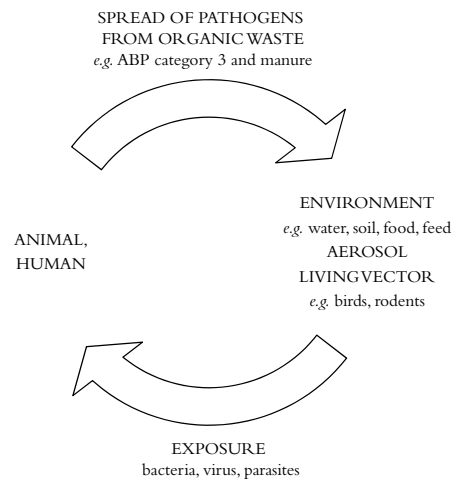 SPREAD OF PATHOGENS
FROM ORGANIC WASTE
e.g. ABP category 3 and manure
ANIMAL,
HUMAN
ENVIRONMENT
e.g. water, soil, food, feed
AEROSOL
LIVING VECTOR
e.g. birds, rodents
EXPOSURE
bacteria, virus, parasites